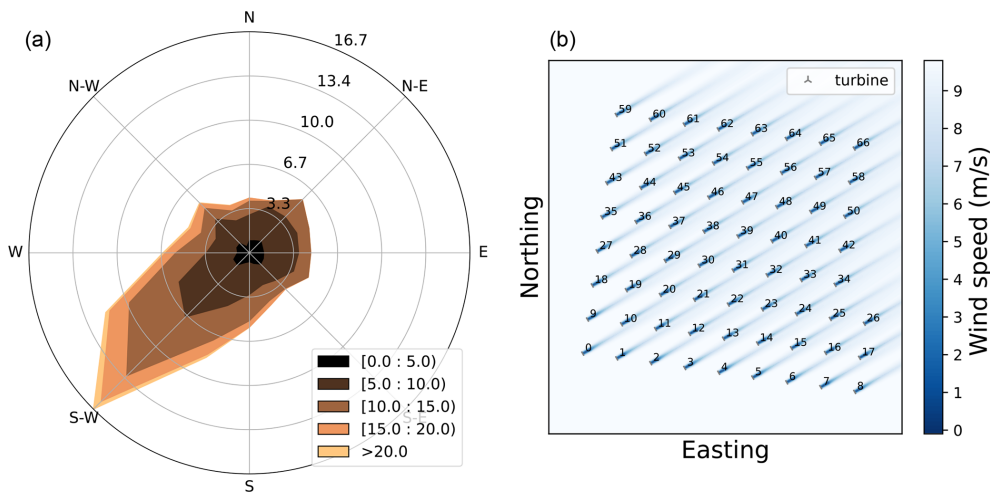 (a)
N
N-E
E
S-E
S
S-W
W
N-W
16.7
13.4
10.0
6.7
3.3
[0.0 : 5.0)
[5.0 : 10.0)
[10.0 : 15.0)
[15.0 : 20.0)
>20.0
(b)
turbine
59 60 61 62 63 64 65 66
51 52 53 54 55 56 57 58
43 44 45 46 47 48 49 50
35 36 37 38 39 40 41 42
27 28 29 30 31 32 33 34
18 19 20 21 22 23 24 25 26
9 10 11 12 13 14 15 16 17
0 1 2 3 4 5 6 7 8
Northing
Easting
9
8
7
6
5
4
3
2
1
0
Wind speed (m/s)